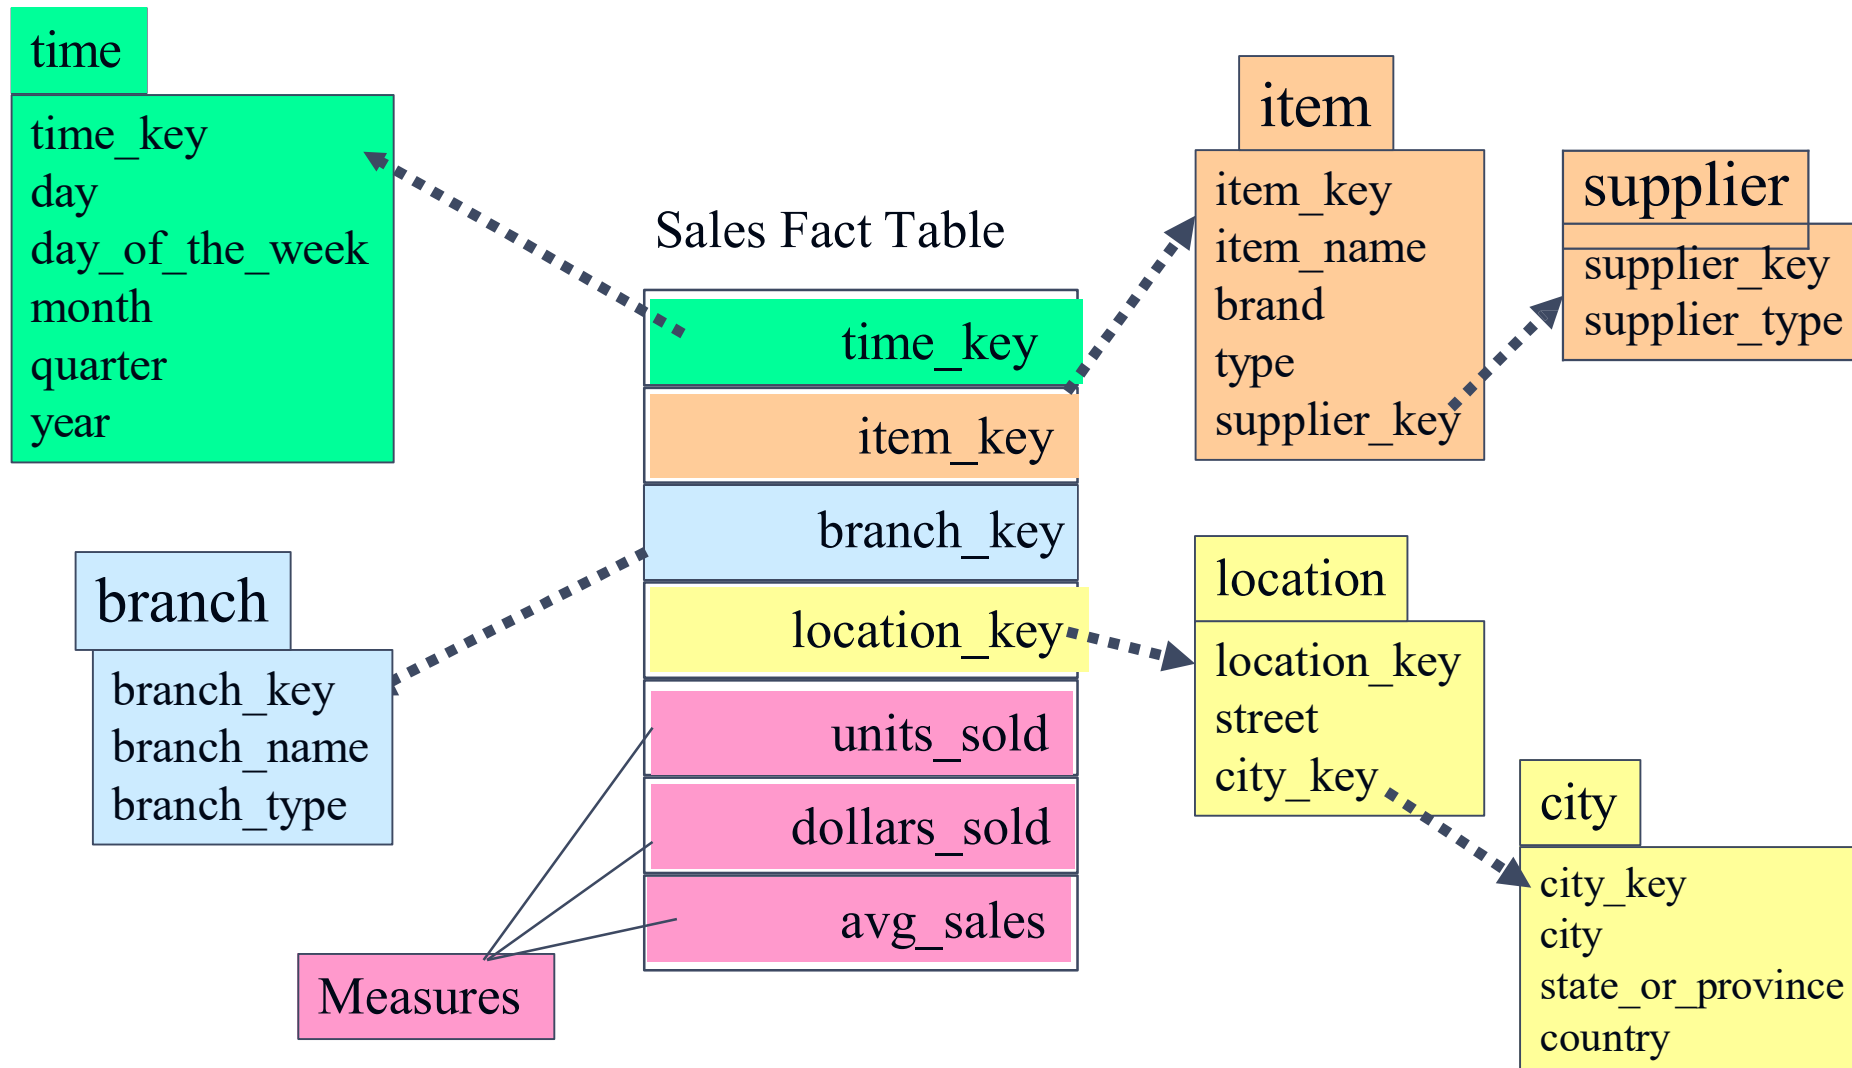 time
time_key
day
day_of_the_week
month
quarter
year
branch
branch_key
branch_name
branch_type
Sales Fact Table
time_key
item_key
branch_key
location_key
units_sold
dollars_sold
avg_sales
Measures
item
item_key
item_name
brand
type
supplier_key
supplier
supplier_key
supplier_type
location
location_key
street
city_key
city
city_key
city
state_or_province
country